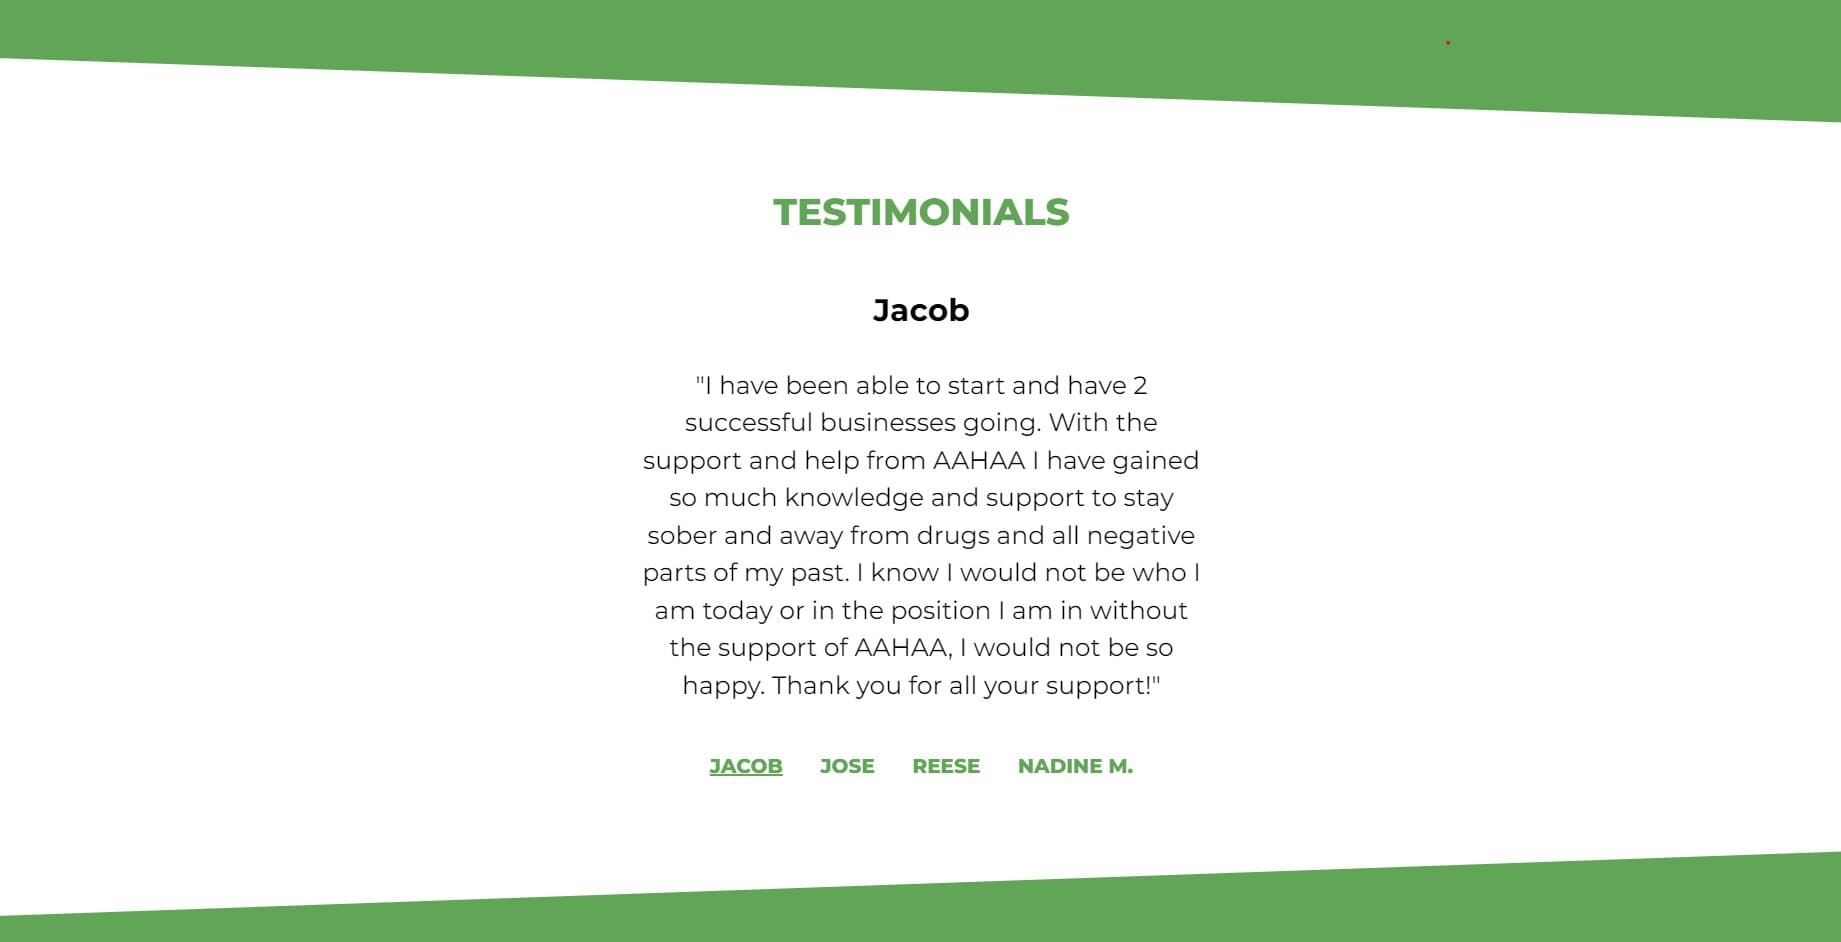 TESTIMONIALS
Jacob
"I have been able to start and have 2
successful businesses going. With the
support and help from AAHAA I have gained
so much knowledge and support to stay
sober and away from drugs and all negative
parts of my past. I know I would not be who I
am today or in the position I am in without
the support of AAHAA, I would not be so
happy. Thank you for all your support!"
JACOB JOSE REESE NADINE M.